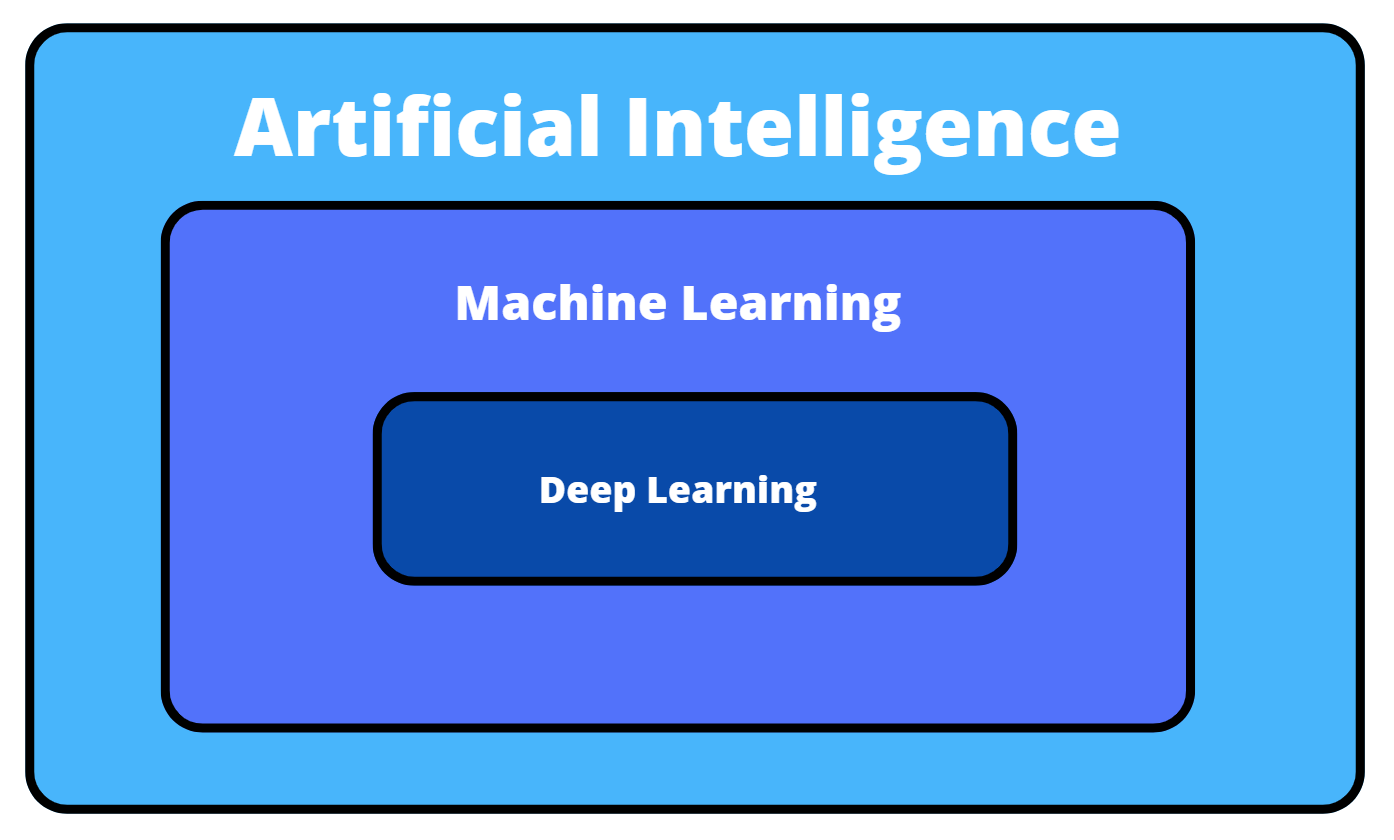 Artificial Intelligence
Machine Learning
Deep Learning